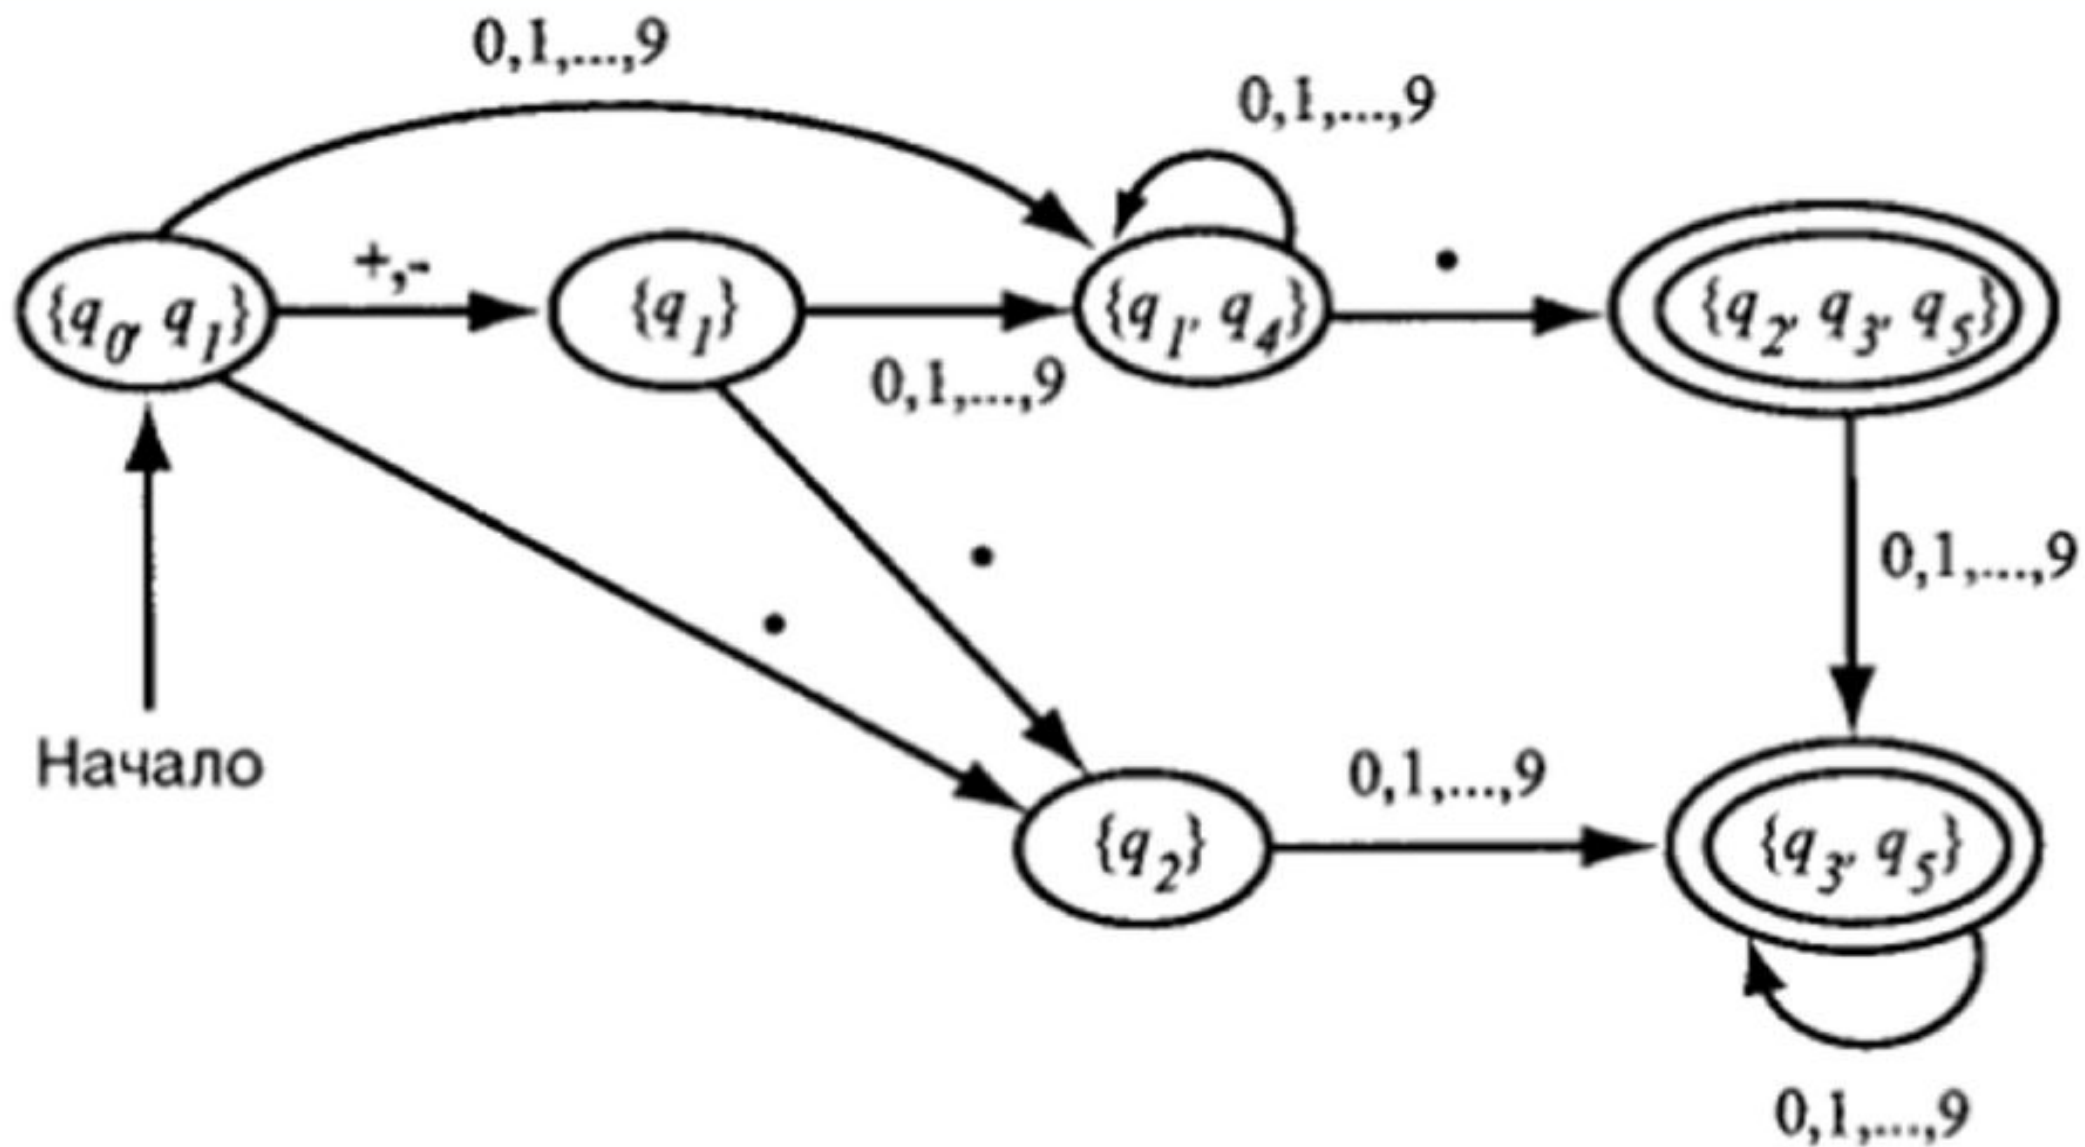 0,1,...,9
0,1,...,9
{q0, q1}
+,-
{q1}
0,1,...,9
{q1, q4}
•
{q2, q3, q5}
•
•
0,1,...,9
Начало
{q2}
0,1,...,9
{q3, q5}
0,1,...,9